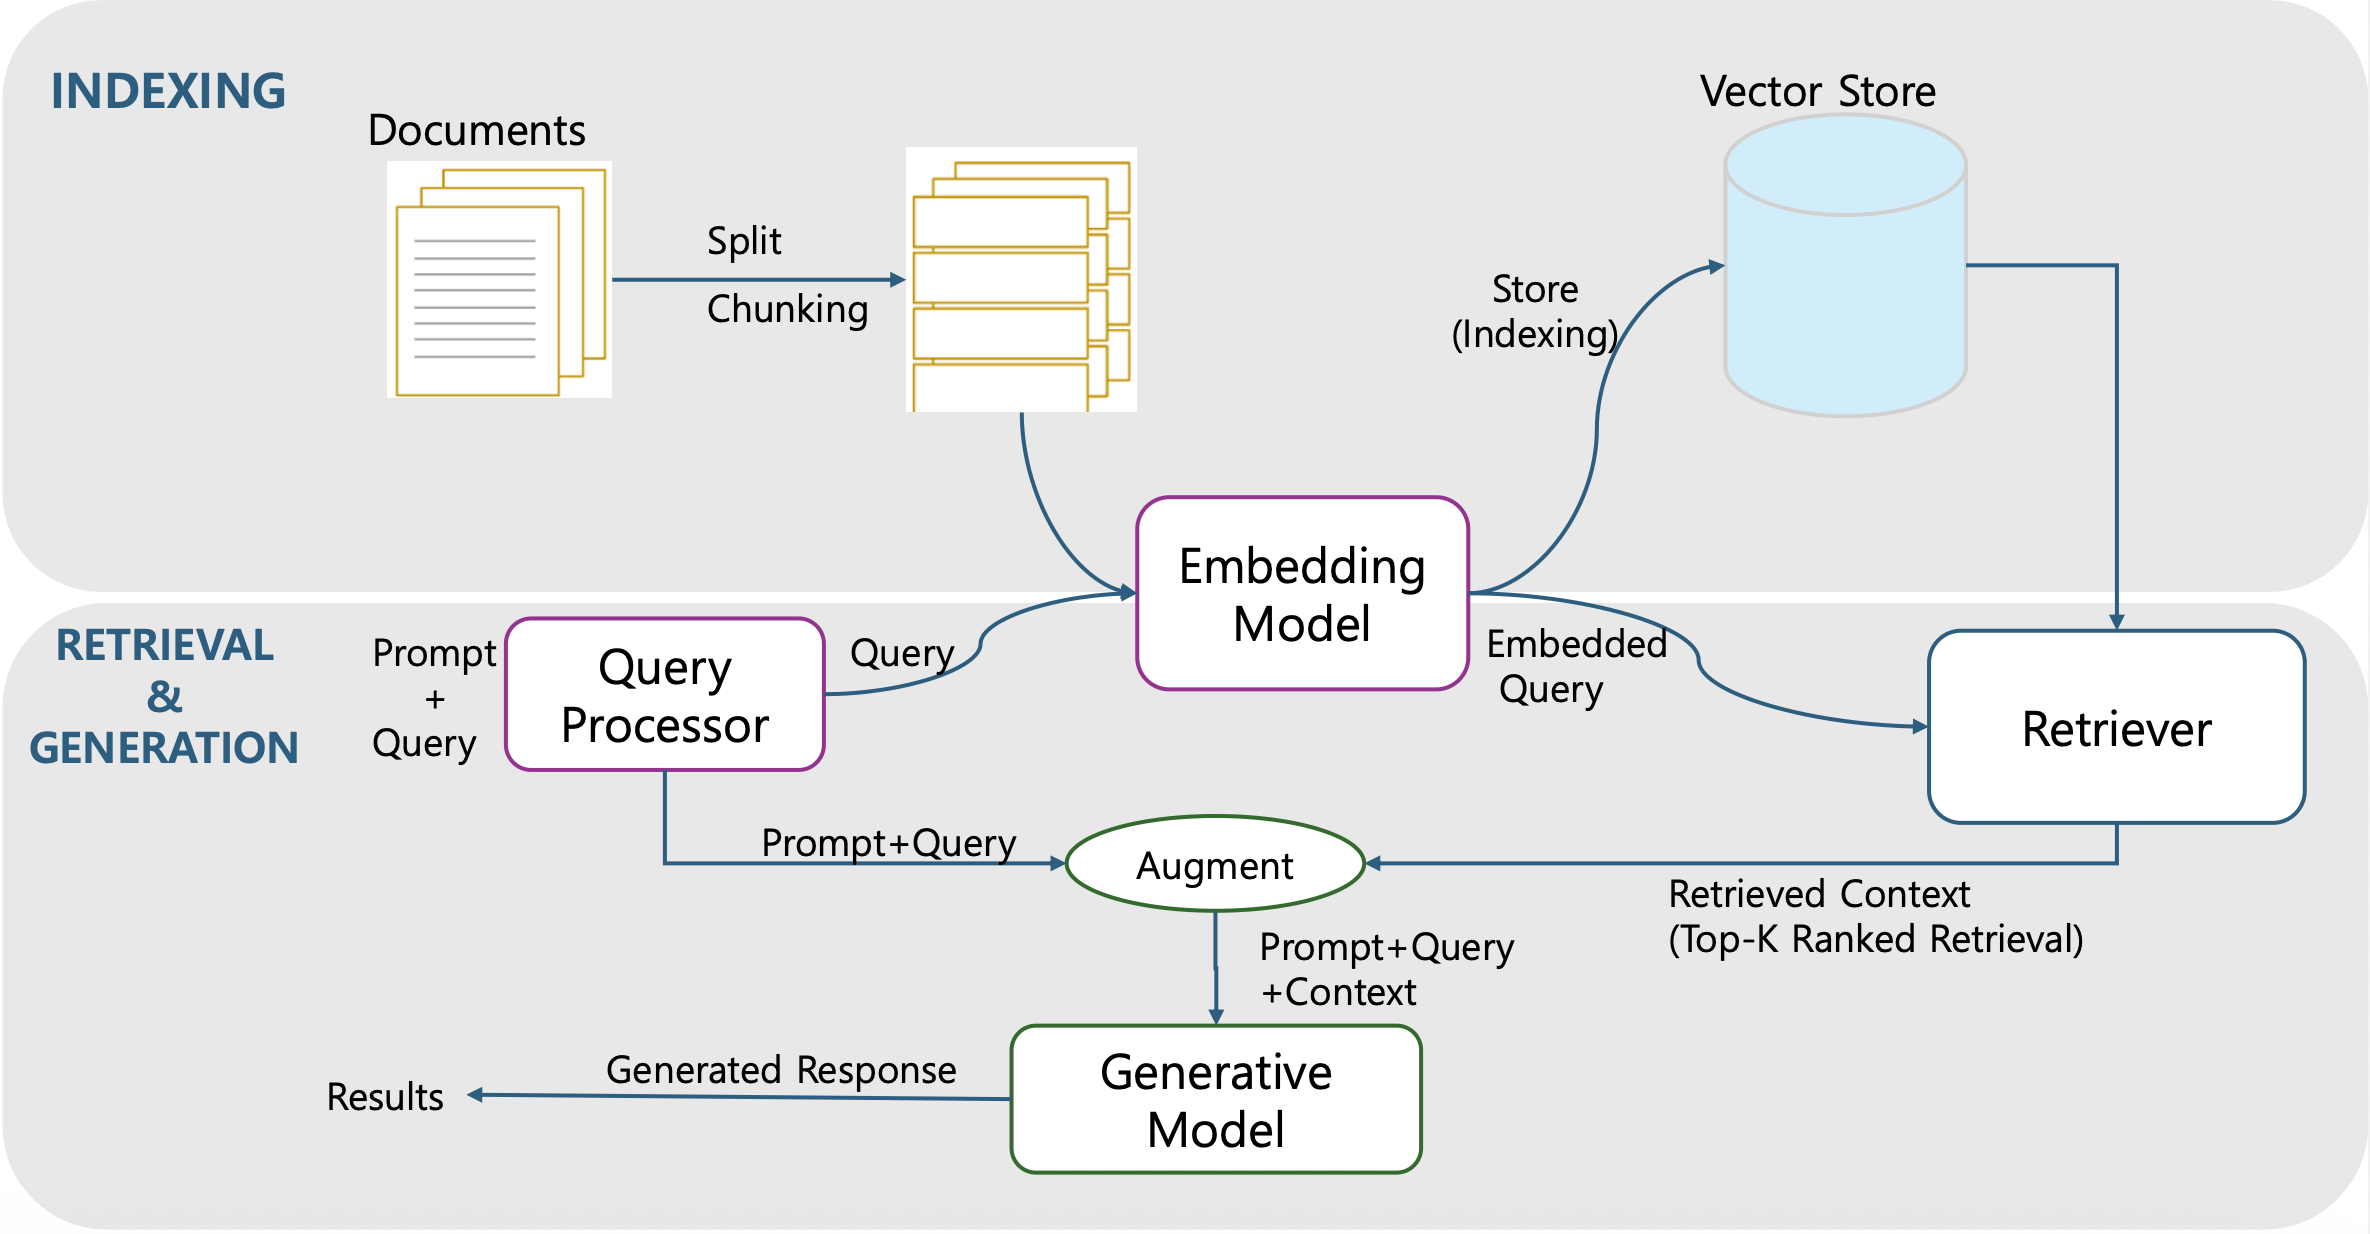 INDEXING
Documents
Split
Chunking
Vector Store
Store
(Indexing)
Embedding
Model
RETRIEVAL
&
GENERATION
Prompt
+
Query
Query
Processor
Query
Embedded
Query
Retriever
Prompt+Query
Augment
Retrieved Context
(Top-K Ranked Retrieval)
Prompt+Query
+Context
Generative
Model
Generated Response
Results